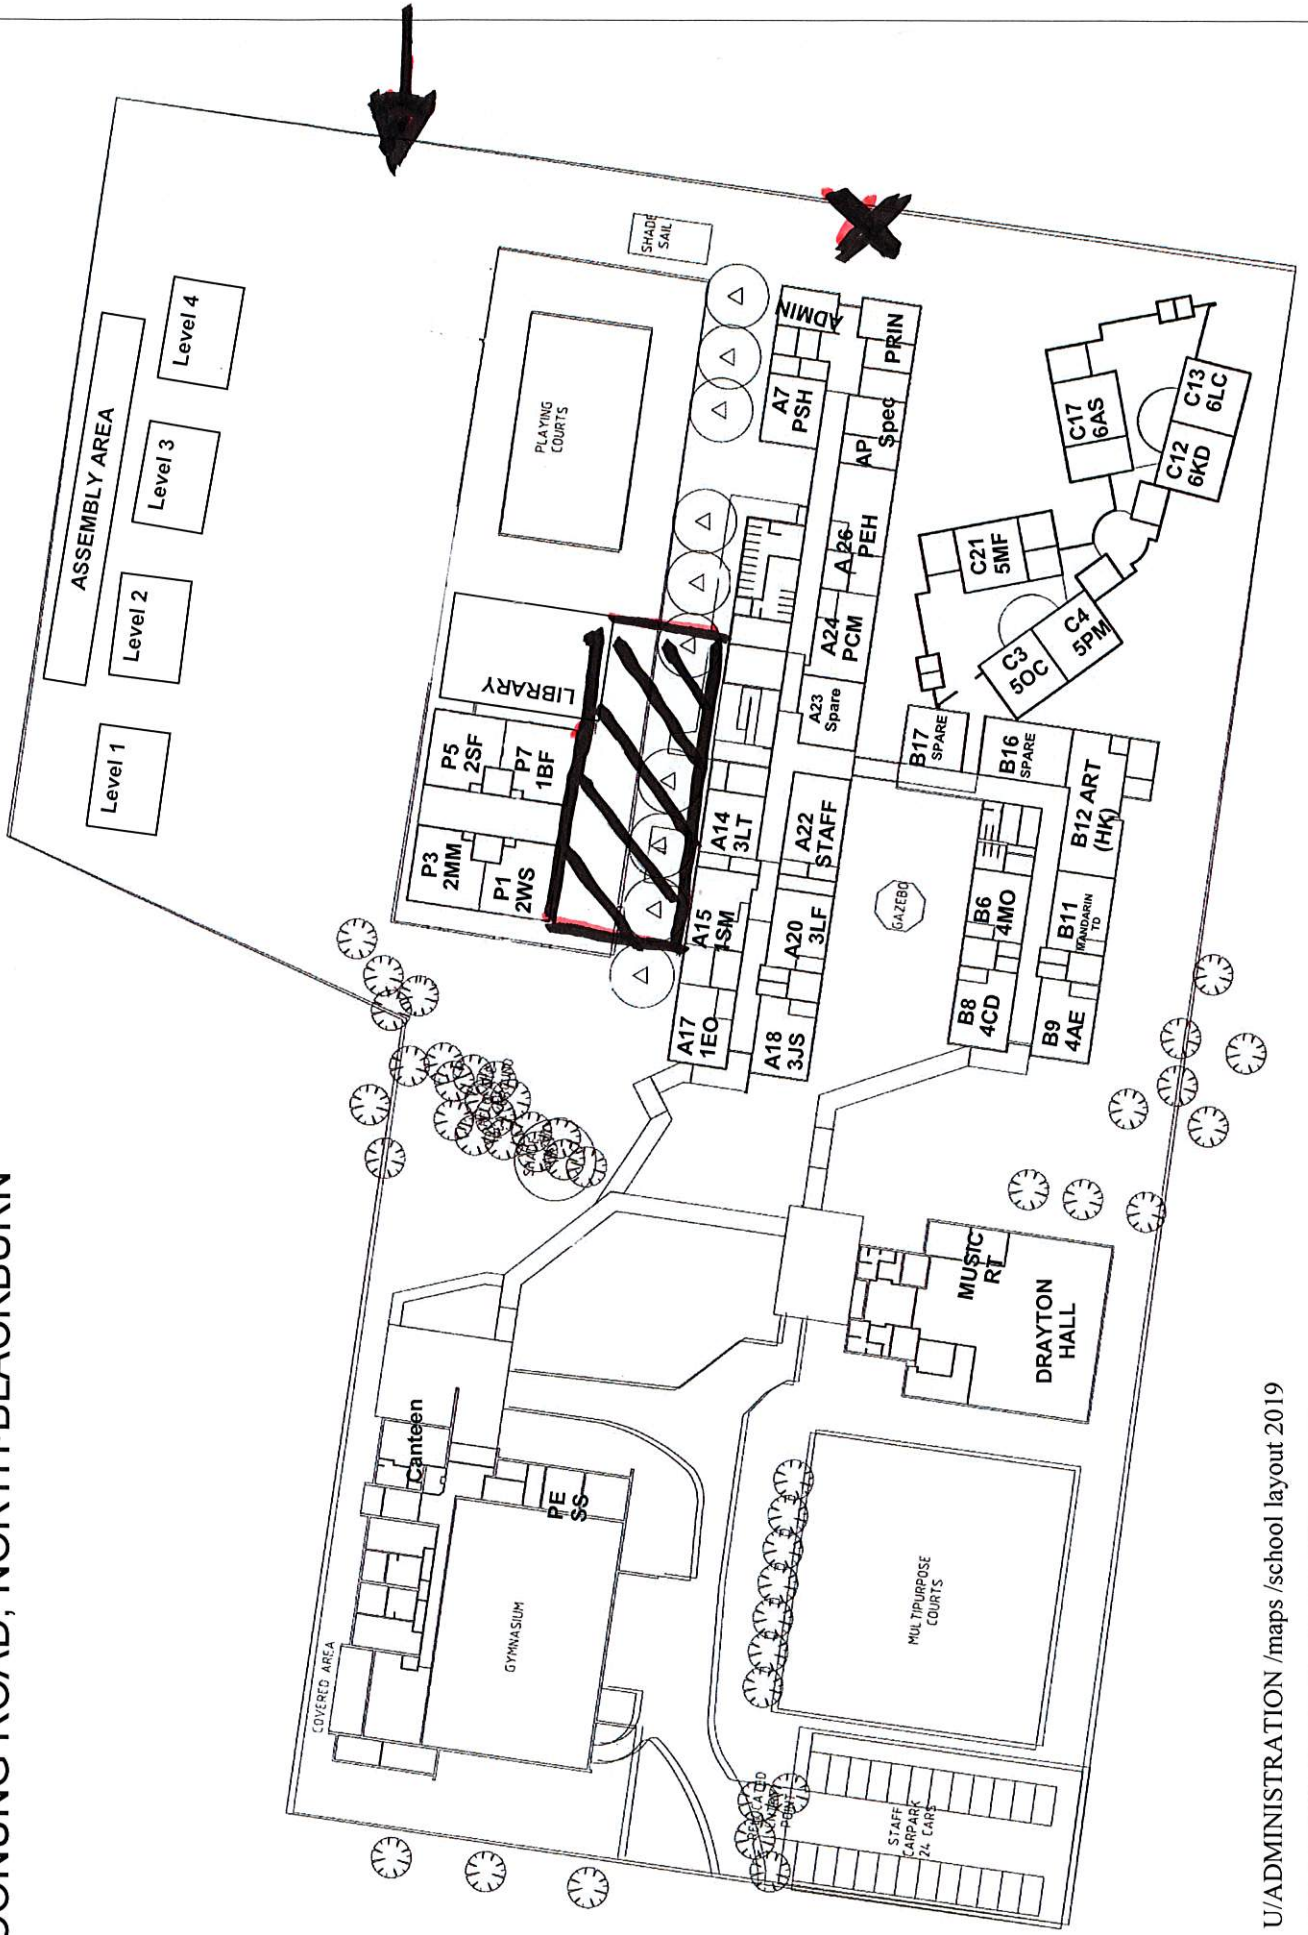 OONUNG ROAD, NORTH BLACKBURN
ASSEMBLY AREA
Level 1
Level 2
Level 3
Level 4
SHADE
SAIL
PLAYING
COURTS
LIBRARY
P5
2SF
P7
1BF
P3
2MM
P1
2WS
ADMIN
PRIN
A7
PSH
AP
Spec
A26
PEH
A24
PCM
A23
Spare
A14
3LT
A22
STAFF
A15
1SM
A20
3LF
A17
1EO
A18
3JS
GAZEBO
C17
6AS
C13
6LC
C12
6KD
C21
5MF
C4
5PM
C3
5OC
B17
SPARE
B16
SPARE
B12 ART
(HK)
B6
4MO
B11
MANDARIN
TD
B8
4CD
B9
4AE
MUSIC
RT
DRAYTON
HALL
Canteen
PE
SS
GYMNASIUM
COVERED AREA
MULTIPURPOSE
COURTS
POINT
STAFF
CARPARK
24 CARS
U/ADMINISTRATION /maps /school layout 2019